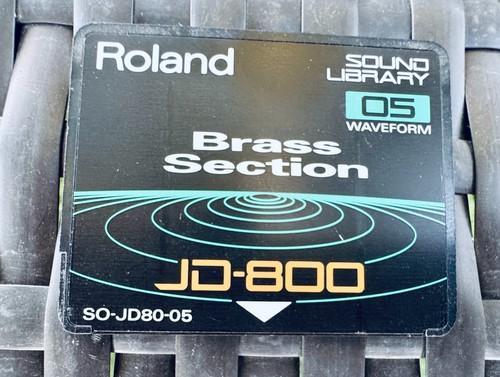 Roland
SOUND
LIBRARY
05
WAVEFORM
Brass
Section
JD-800
SO-JD80-05